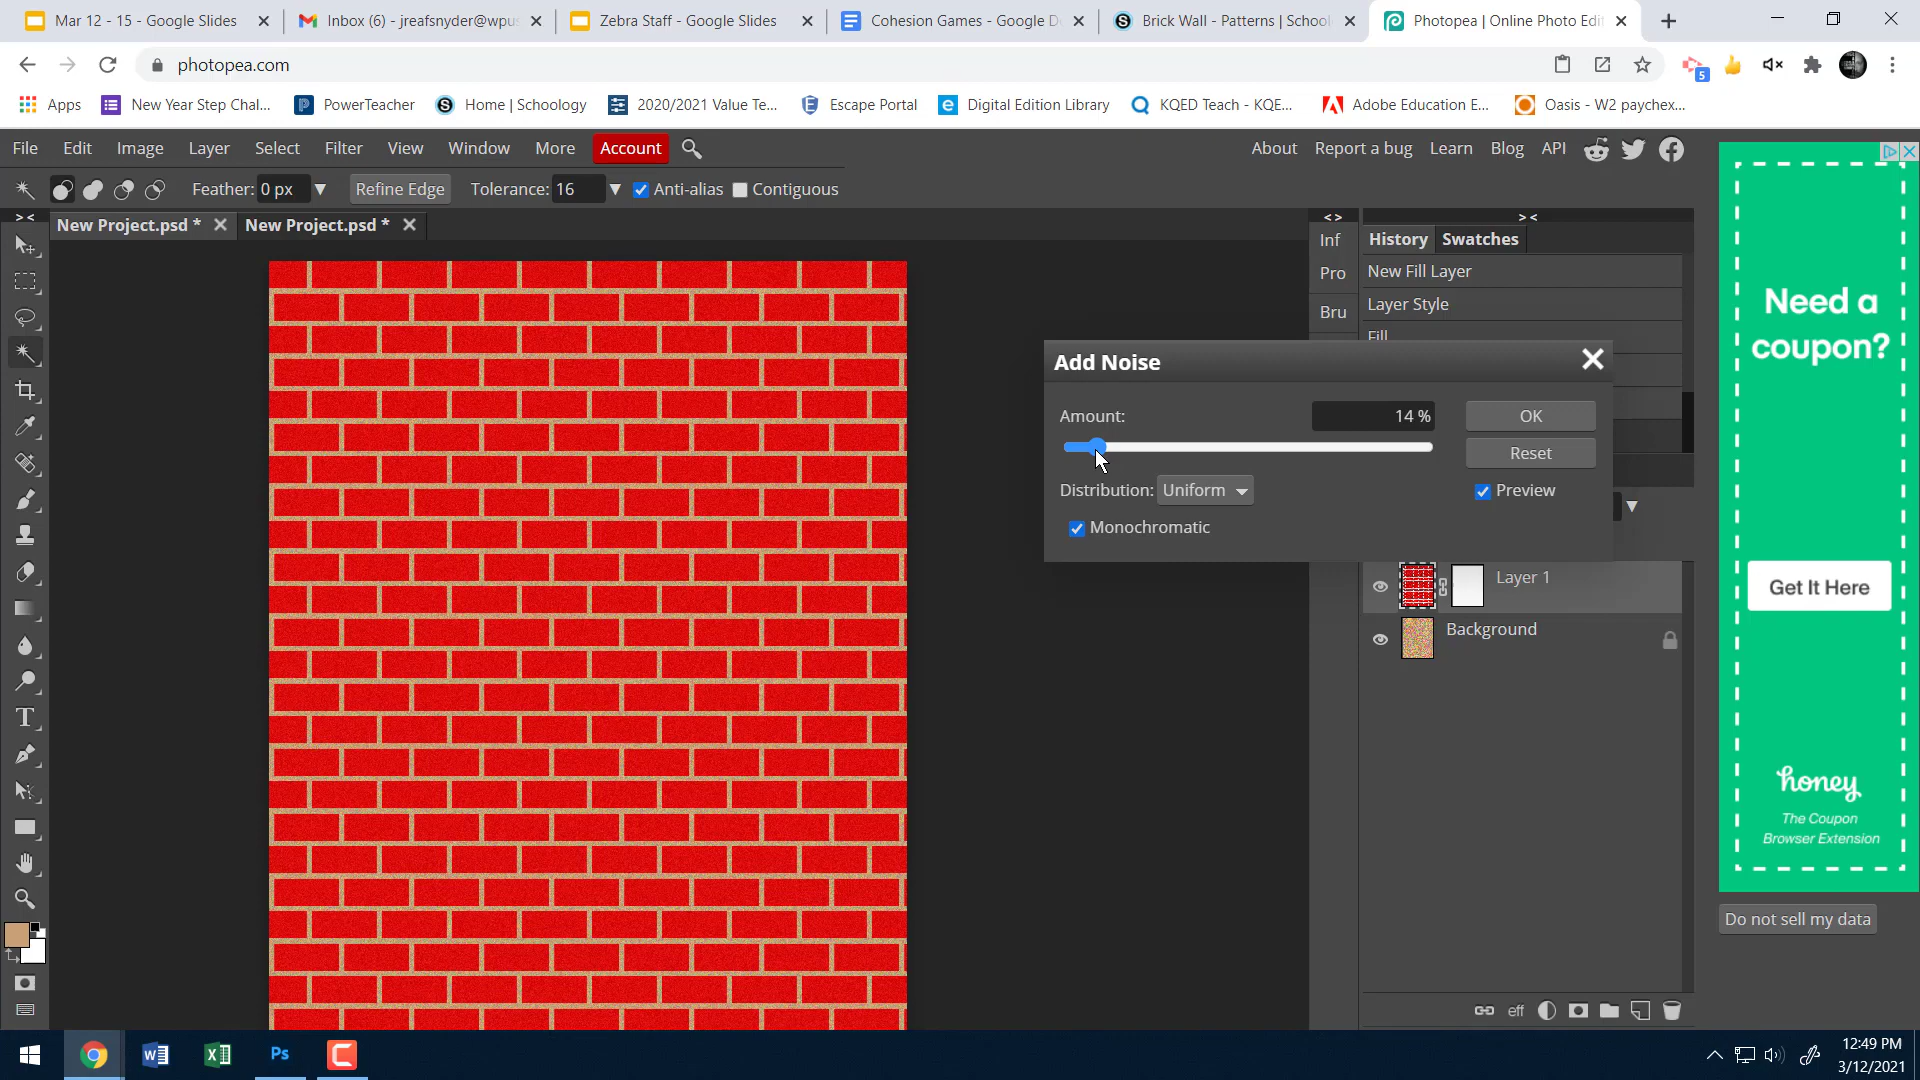 Mar 12 - 15 - Google Slides
Inbox (6) - jreafsnyder@wpus
Zebra Staff - Google Slides
Cohesion Games - Google D
Brick Wall - Patterns | School
Photopea | Online Photo Edit
photopea.com
5
Apps
New Year Step Chal...
PowerTeacher
Home | Schoology
2020/2021 Value Te...
Escape Portal
Digital Edition Library
KQED Teach - KQE...
Adobe Education E...
Oasis - W2 paychex...
File Edit Image Layer Select Filter View Window More Account
About Report a bug Learn Blog API
Feather: 0 px Refine Edge Tolerance: 16 Anti-alias Contiguous
New Project.psd *
New Project.psd *
Inf
Pro
Bru
History Swatches
New Fill Layer
Layer Style
Fill
Add Noise
Amount: 14 % OK
Reset
Distribution: Uniform Preview
Monochromatic
Layer 1
Background
eff
Need a
coupon?
Get It Here
honey
The Coupon
Browser Extension
Do not sell my data
Ps
12:49 PM
3/12/2021